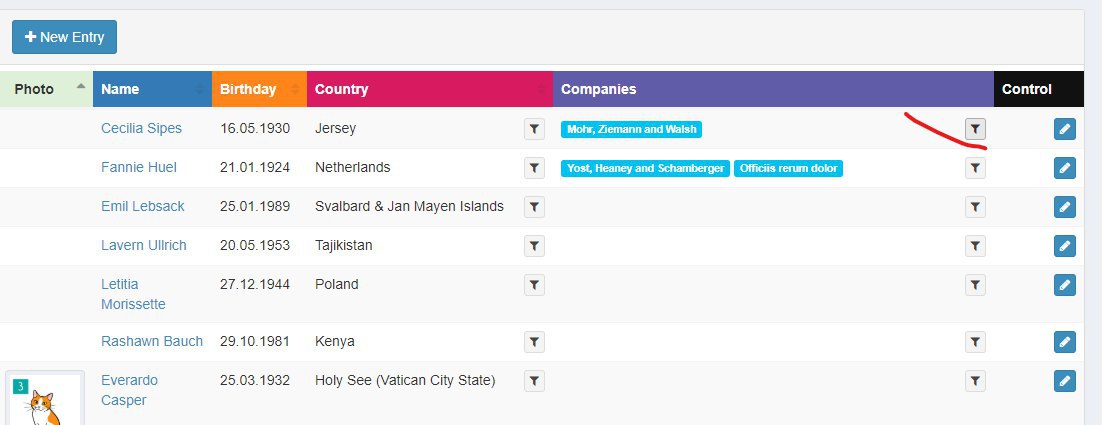 New Entry
Photo Name Birthday Country Companies Control
Cecilia Sipes 16.05.1930 Jersey Mohr, Ziemann and Walsh
Fannie Huel 21.01.1924 Netherlands Yost, Heaney and Schamberger Officiis rerum dolor
Emil Lebsack 25.01.1989 Svalbard & Jan Mayen Islands
Lavern Ullrich 20.05.1953 Tajikistan
Letitia 27.12.1944 Poland
Morissette
Rashawn Bauch 29.10.1981 Kenya
3 Everardo 25.03.1932 Holy See (Vatican City State)
Casper